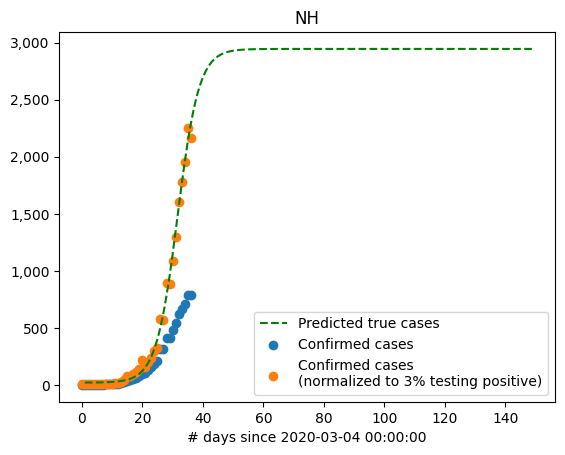 NH
3,000
2,500
2,000
1,500
1,000
500
0
Predicted true cases
Confirmed cases
Confirmed cases
(normalized to 3% testing positive)
0 20 40 60 80 100 120 140
# days since 2020-03-04 00:00:00